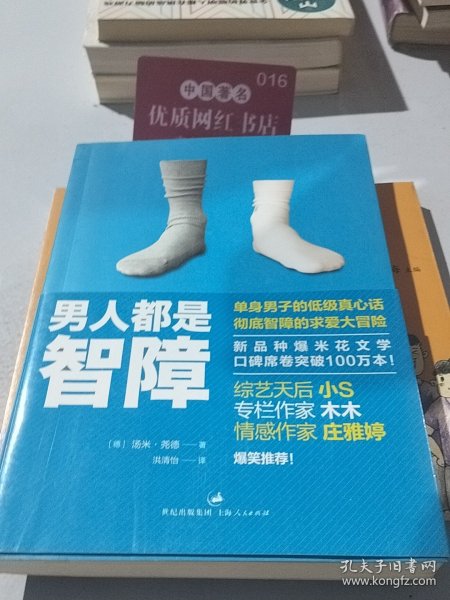 016
中国著名
优质网红书店
男人都是
智障
单身男子的低级真心话
彻底智障的求爱大冒险
新品种爆米花文学
口碑席卷突破100万本!
综艺天后 小S
专栏作家 木木
情感作家 庄雅婷
爆笑推荐!
[德] 汤米·尧德 一 著
洪清怡 一 译
世纪出版集团 上海人民出版社
主编
孔夫子旧书网
www.kongfz.com